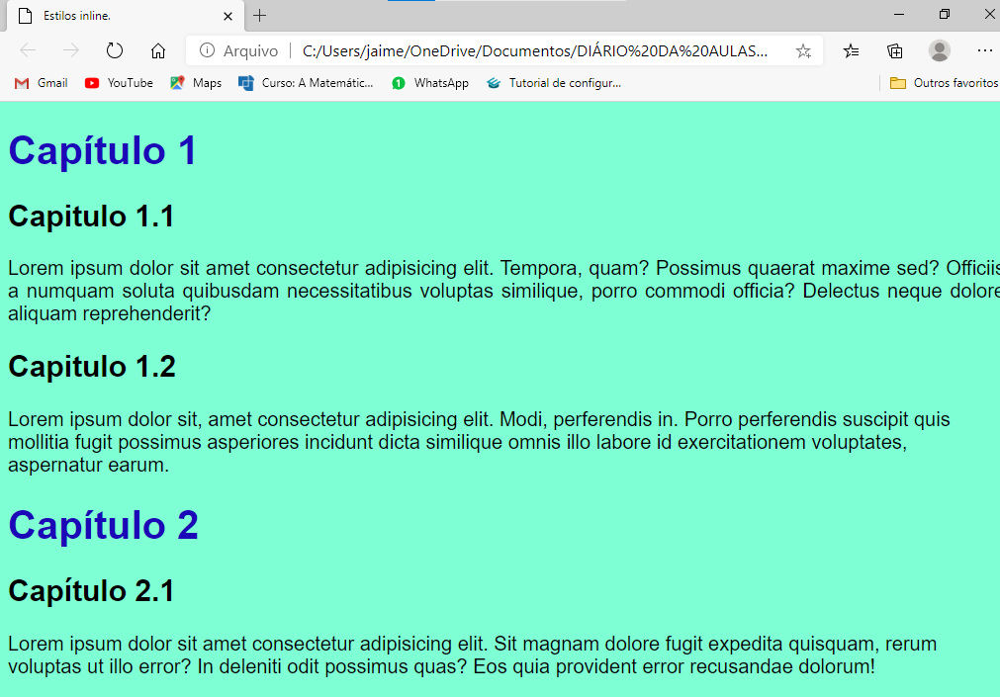 Estilos inline.
Arquivo C:/Users/jaime/OneDrive/Documentos/DIÁRIO%20DA%20AULAS...
Gmail YouTube Maps Curso: A Matemátic... 1 WhatsApp Tutorial de configur... Outros favoritos
Capítulo 1
Capitulo 1.1
Lorem ipsum dolor sit amet consectetur adipisicing elit. Tempora, quam? Possimus quaerat maxime sed? Officiis
a numquam soluta quibusdam necessitatibus voluptas similique, porro commodi officia? Delectus neque dolore
aliquam reprehenderit?
Capitulo 1.2
Lorem ipsum dolor sit, amet consectetur adipisicing elit. Modi, perferendis in. Porro perferendis suscipit quis
mollitia fugit possimus asperiores incidunt dicta similique omnis illo labore id exercitationem voluptates,
aspernatur earum.
Capítulo 2
Capítulo 2.1
Lorem ipsum dolor sit amet consectetur adipisicing elit. Sit magnam dolore fugit expedita quisquam, rerum
voluptas ut illo error? In deleniti odit possimus quas? Eos quia provident error recusandae dolorum!